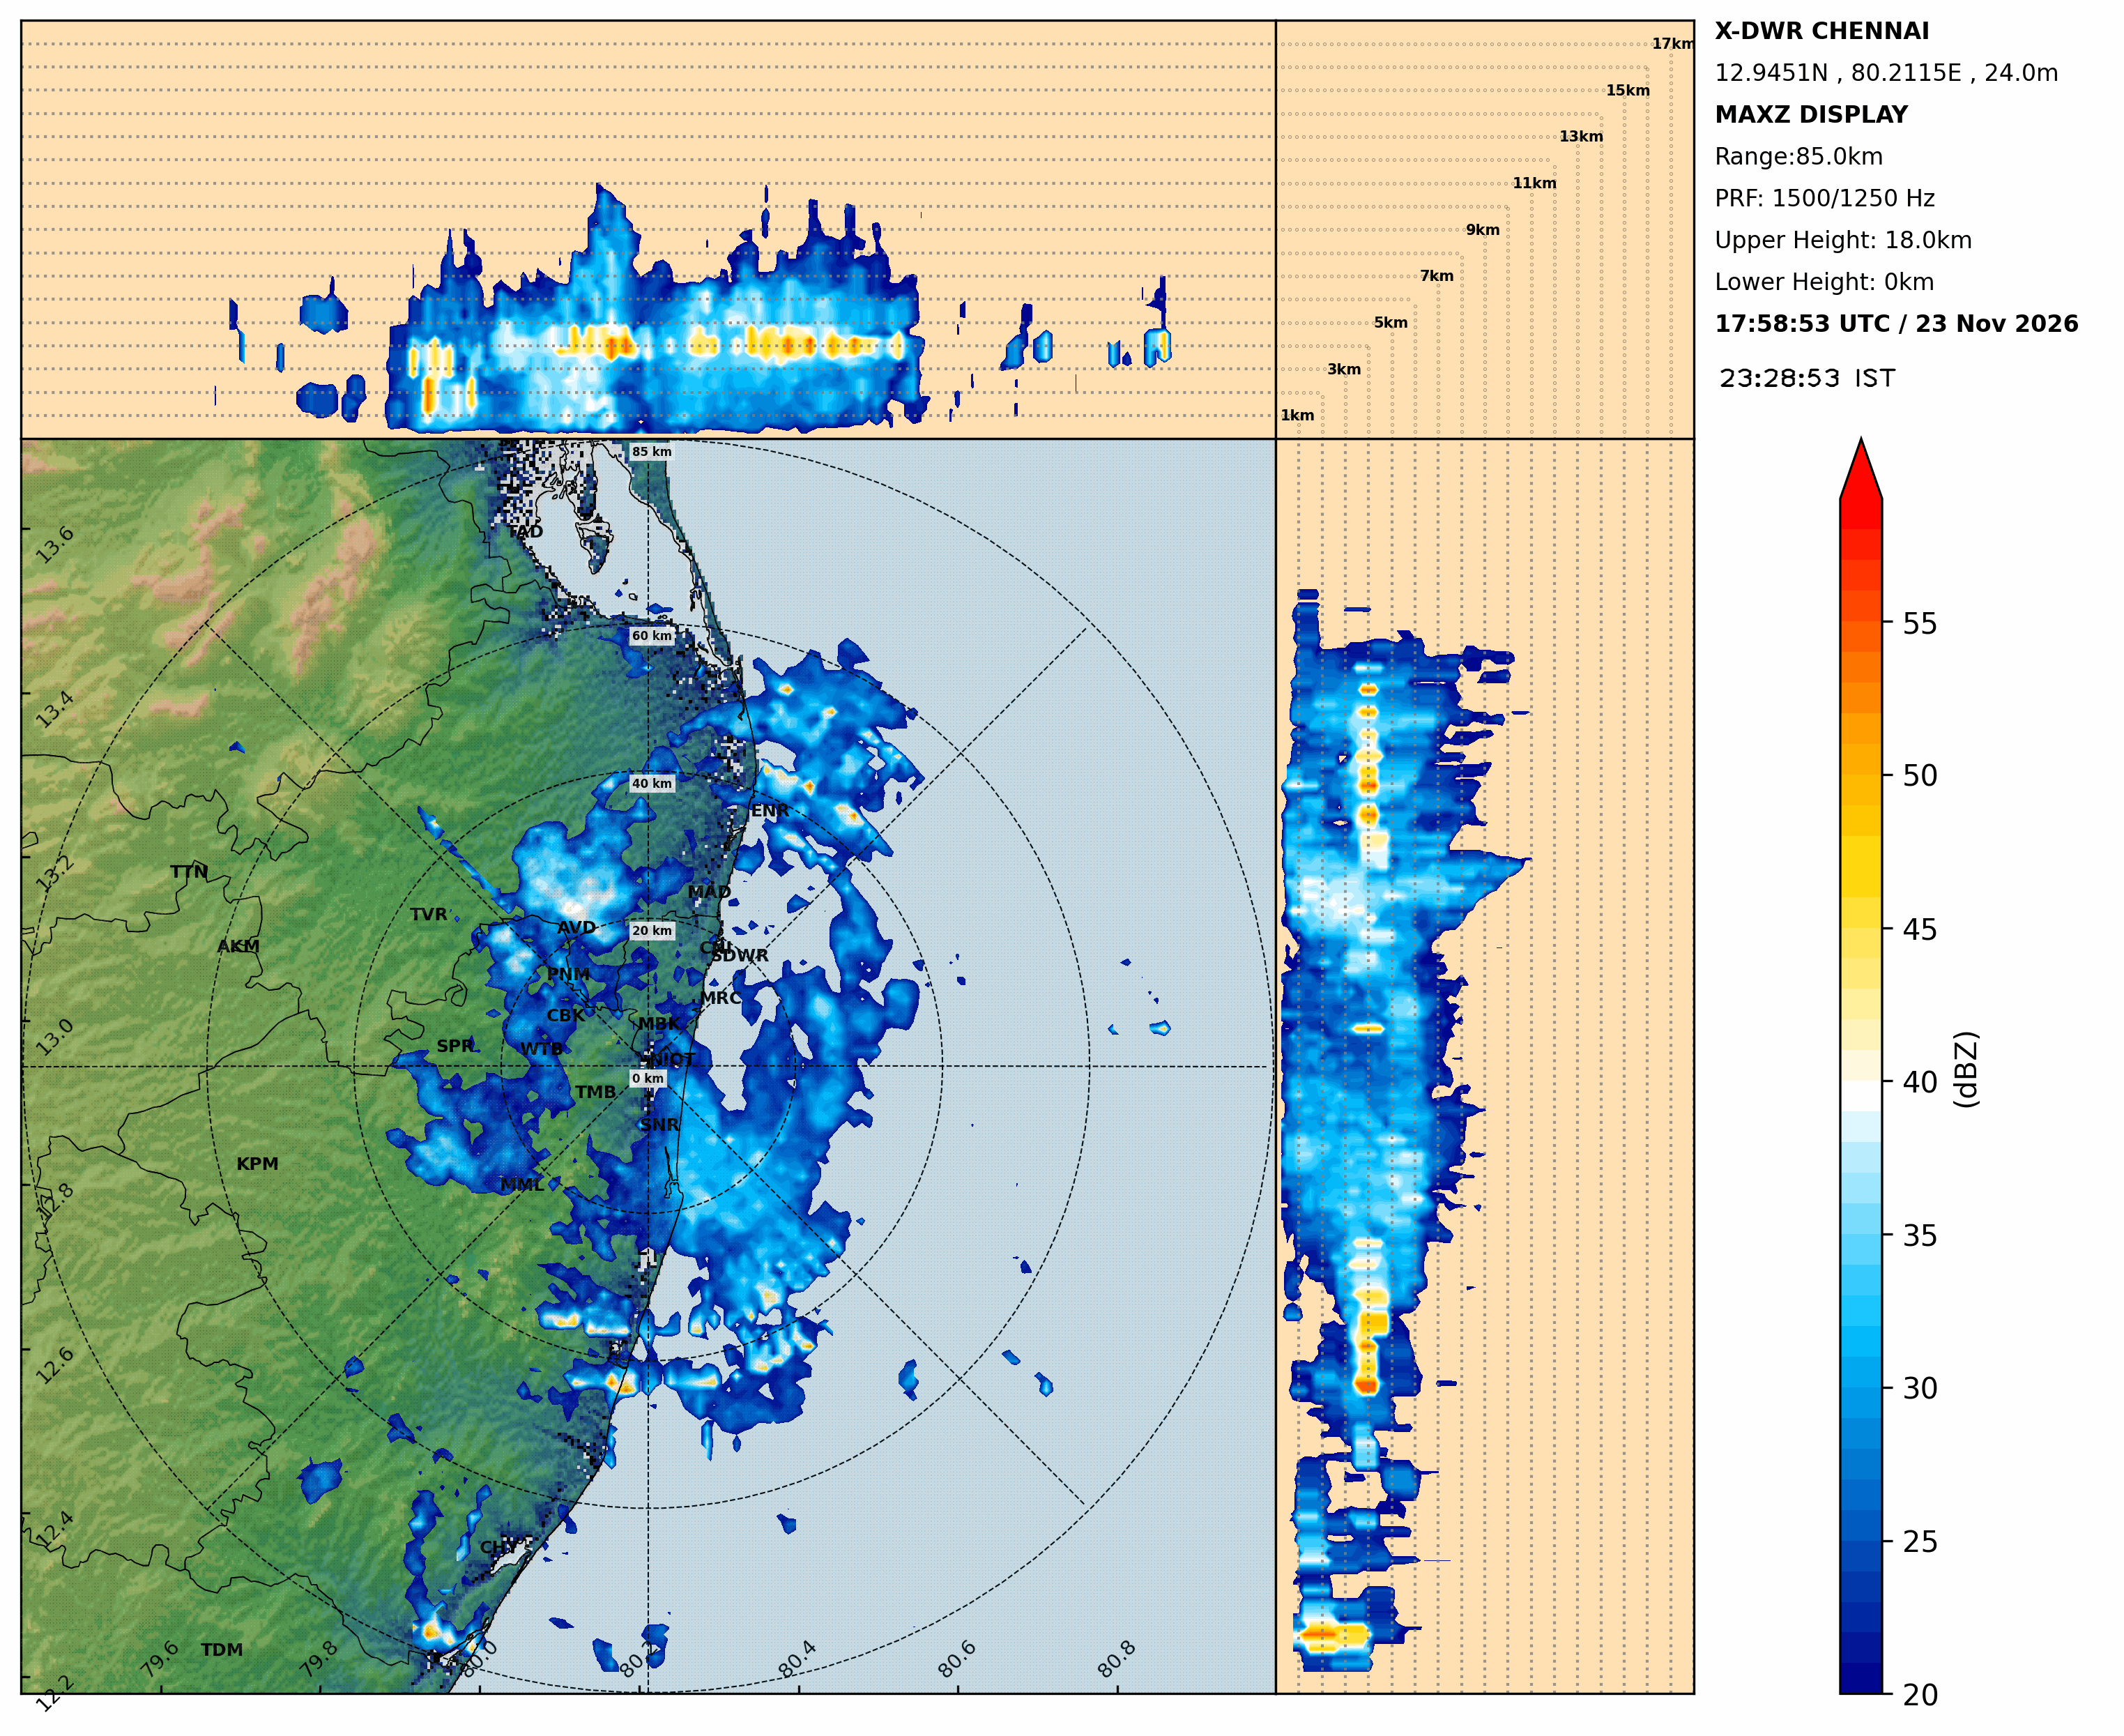 X-DWR CHENNAI
12.9451N , 80.2115E , 24.0m
MAXZ DISPLAY
Range:85.0km
PRF: 1500/1250 Hz
Upper Height: 18.0km
Lower Height: 0km
17:58:53 UTC / 23 Nov 2026
23:28:53 IST
17km
15km
13km
11km
9km
7km
5km
3km
1km
85 km
TAD
13.6
60 km
13.4
40 km
ENR
13.2
TTN
MAD
TVR
AVD
20 km
AKM
SDWR
PNM
MRC
CBK
MBK
13.0
SPR
WTB
NIOT
0 km
TMB
SNR
KPM
MML
12.8
12.6
12.4
CHY
TDM
12.2
79.6
79.8
80.0
80.2
80.4
80.6
80.8
55
50
45
40
35
30
25
20
(dBZ)